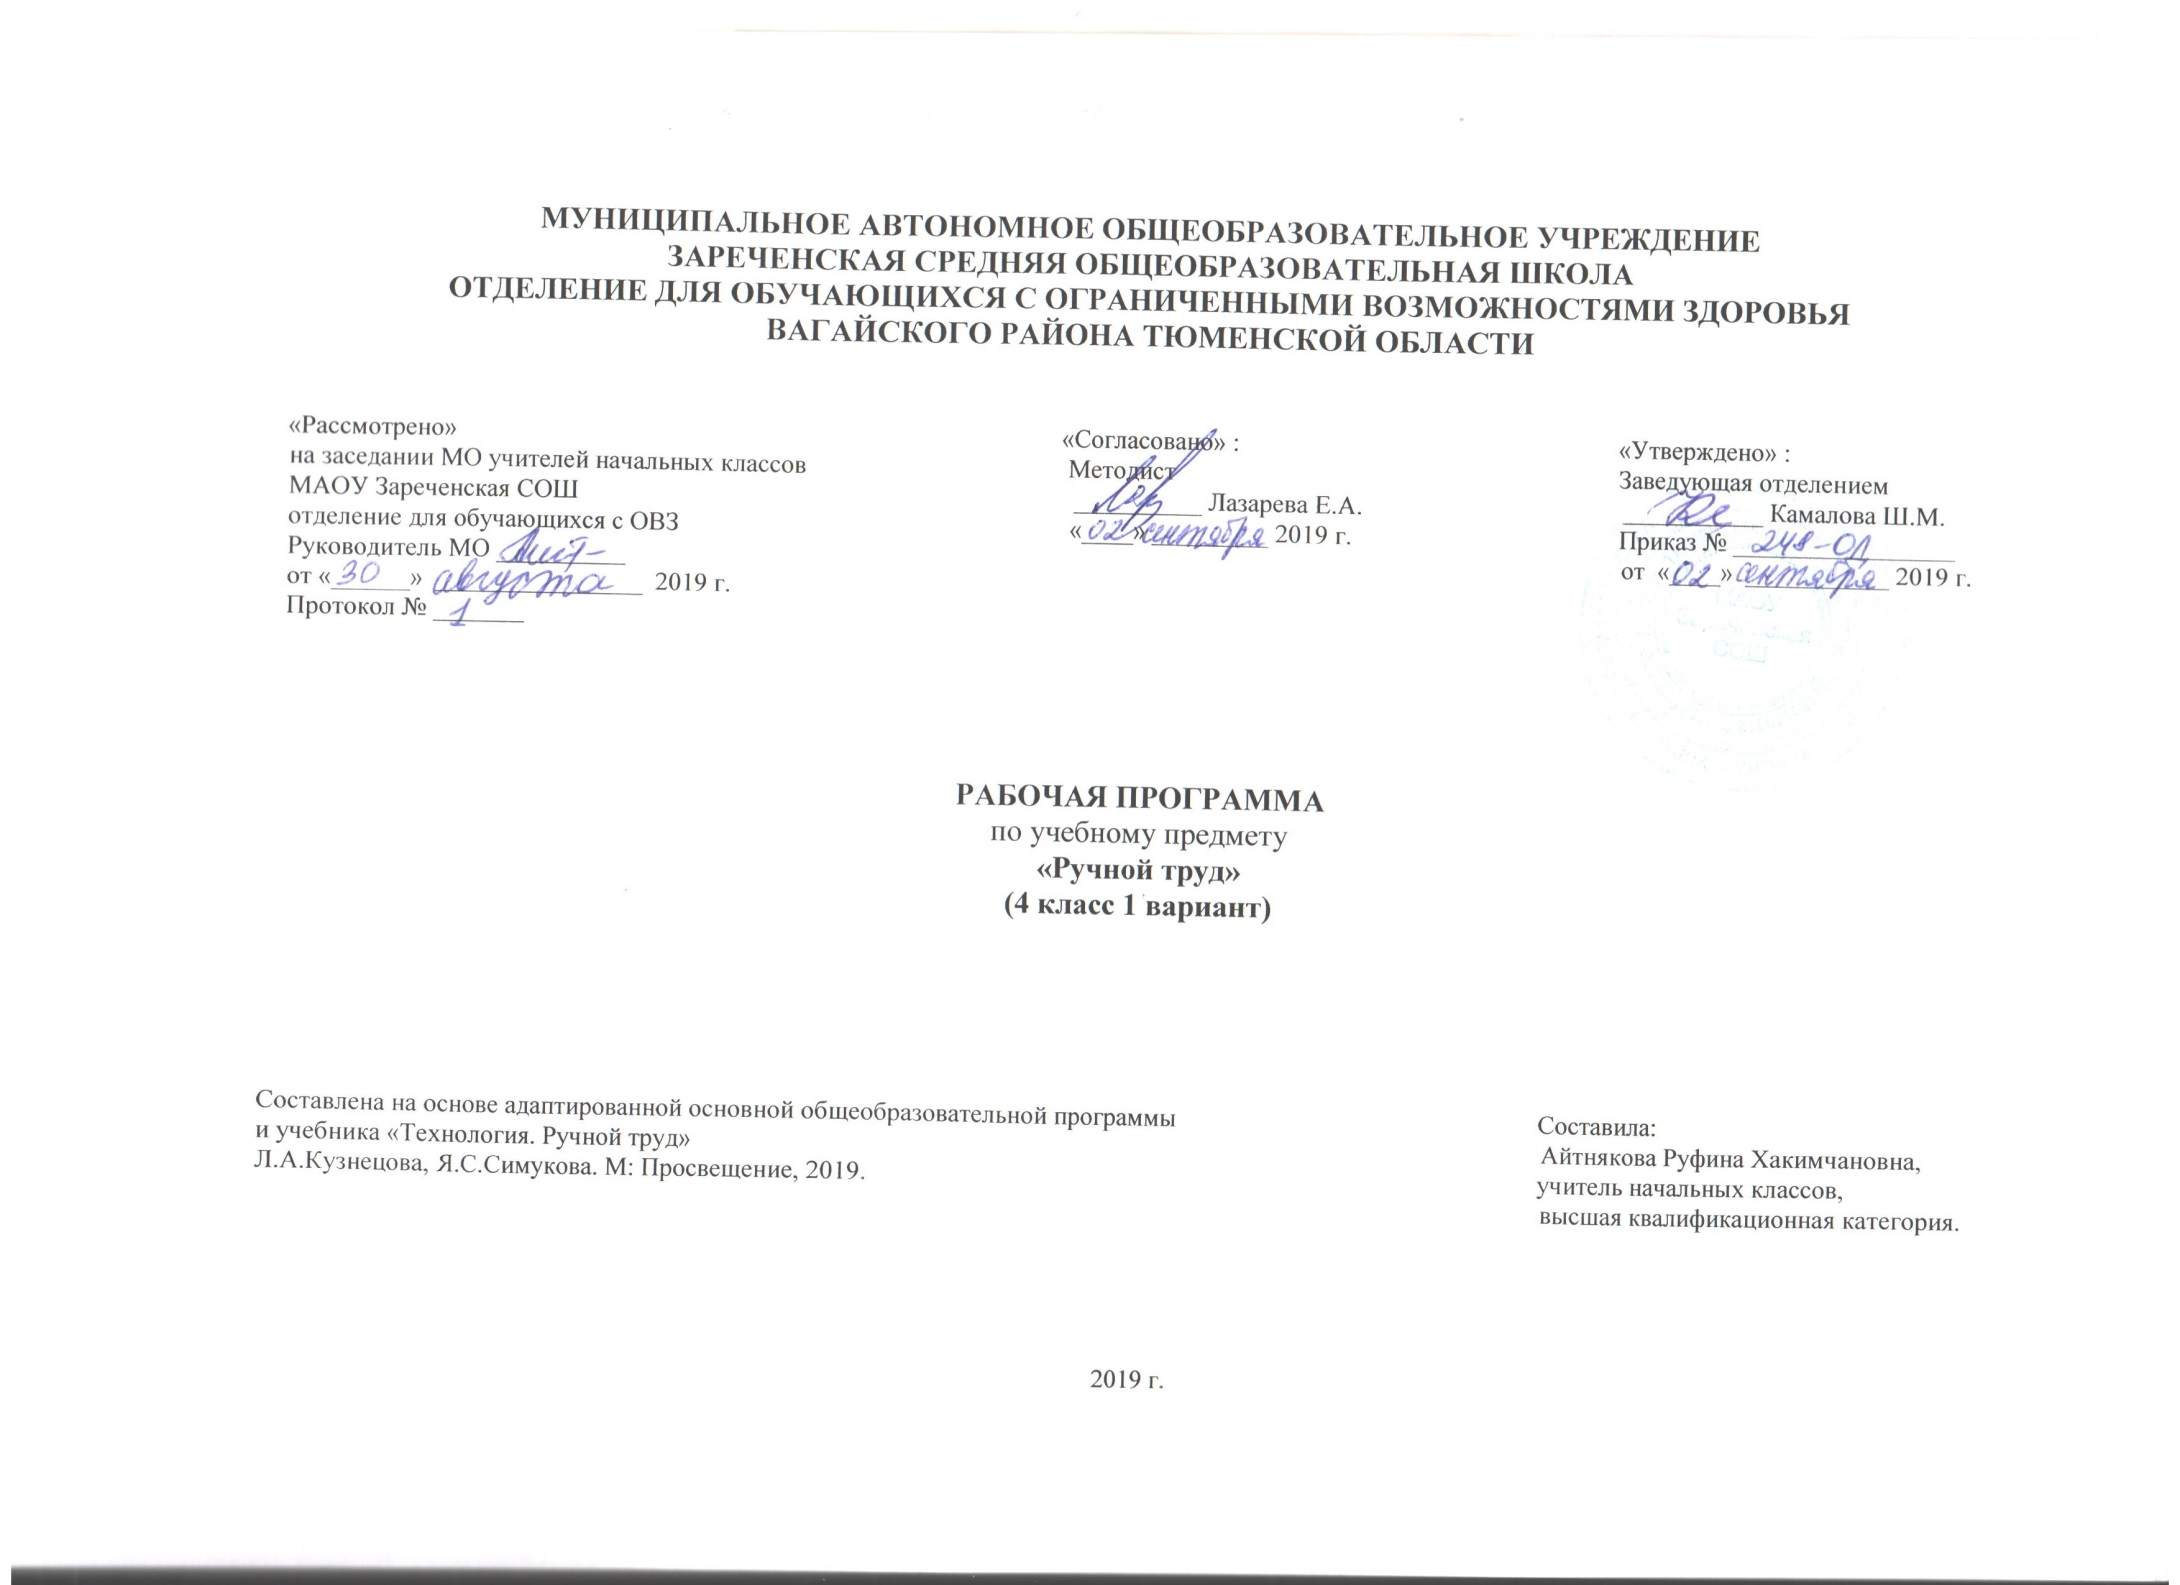 МУНИЦИПАЛЬНОЕ АВТОНОМНОЕ ОБЩЕОБРАЗОВАТЕЛЬНОЕ УЧРЕЖДЕНИЕ
ЗАРЕЧЕНСКАЯ СРЕДНЯЯ ОБЩЕОБРАЗОВАТЕЛЬНАЯ ШКОЛА
ОТДЕЛЕНИЕ ДЛЯ ОБУЧАЮЩИХСЯ С ОГРАНИЧЕННЫМИ ВОЗМОЖНОСТЯМИ ЗДОРОВЬЯ
ВАГАЙСКОГО РАЙОНА ТЮМЕНСКОЙ ОБЛАСТИ
«Рассмотрено»
на заседании МО учителей начальных классов
МАОУ Зареченская СОШ
отделение для обучающихся с ОВЗ
Руководитель МО
от «30» августа 2019 г.
Протокол № 1
«Согласовано» :
Методист
Лазарева Е.А.
«02» сентября 2019 г.
«Утверждено» :
Заведующая отделением
Камалова Ш.М.
Приказ № 248-ОД
от «02» сентября 2019 г.
РАБОЧАЯ ПРОГРАММА
по учебному предмету
«Ручной труд»
(4 класс 1 вариант)
Составлена на основе адаптированной основной общеобразовательной программы
и учебника «Технология. Ручной труд»
Л.А.Кузнецова, Я.С.Симукова. М: Просвещение, 2019.
Составила:
Айтнякова Руфина Хакимчановна,
учитель начальных классов,
высшая квалификационная категория.
2019 г.